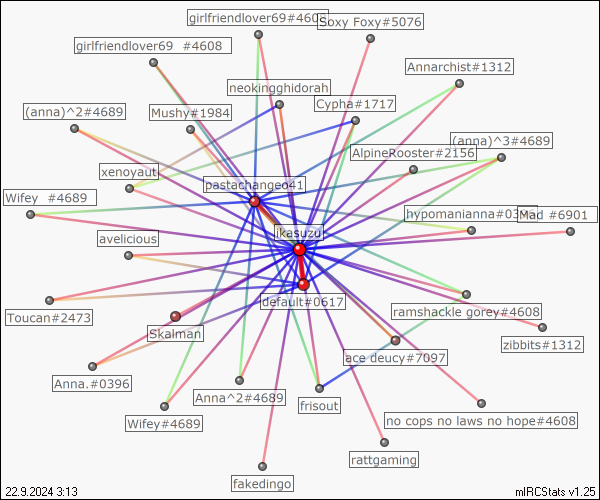 girlfriendlover69#4608
Soxy Foxy#5076
girlfriendlover69 #4608
Annarchist#1312
neokingghidorah
Cypha#1717
(anna)^2#4689
Mushy#1984
(anna)^3#4689
AlpineRooster#2156
xenoyaut
pastachangeo41
Wifey #4689
hypomanianna#03
Mad #6901
ikasuzu
avelicious
default#0617
Toucan#2473
ramshackle gorey#4608
Skalman
zibbits#1312
ace deucy#7097
Anna.#0396
Anna^2#4689
frisout
Wifey#4689
no cops no laws no hope#4608
rattgaming
fakedingo
22.9.2024 3:13
mIRCStats v1.25